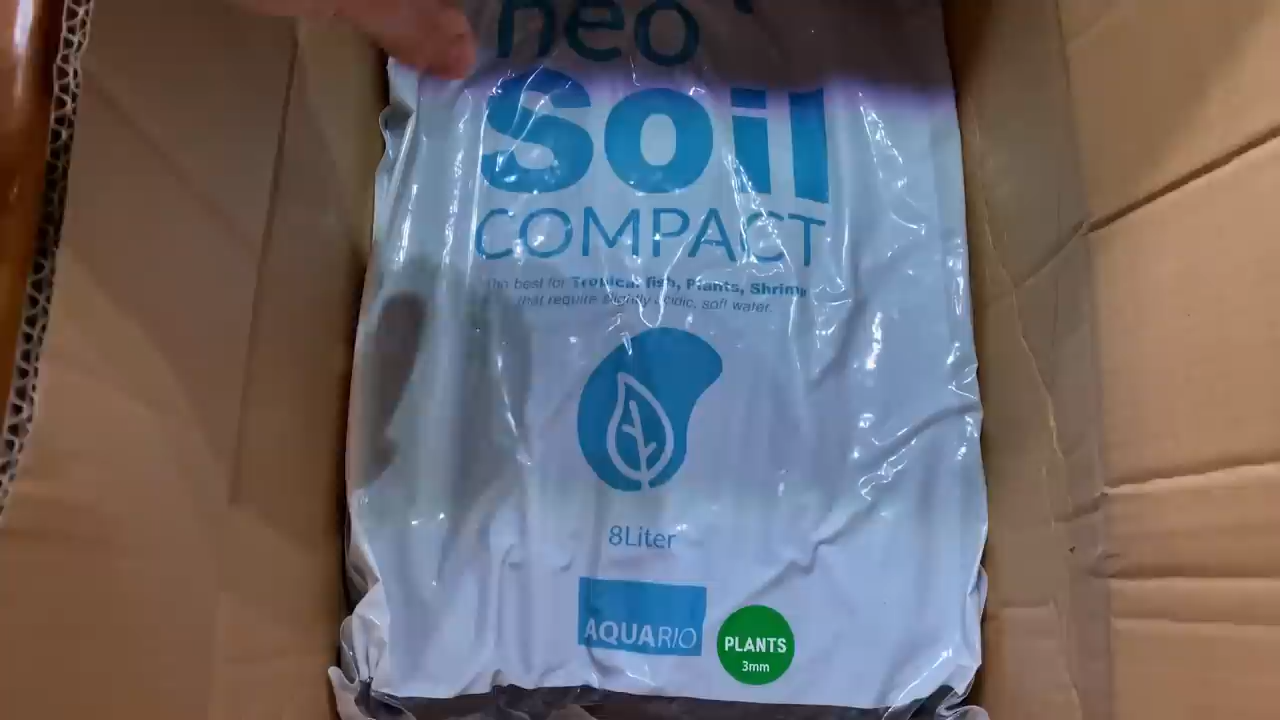 neo
Soil
COMPACT
best for Tropical fish, Plants, Shrimp
that require slightly acidic, soft water.
8Liter
AQUARIO
PLANTS
3mm